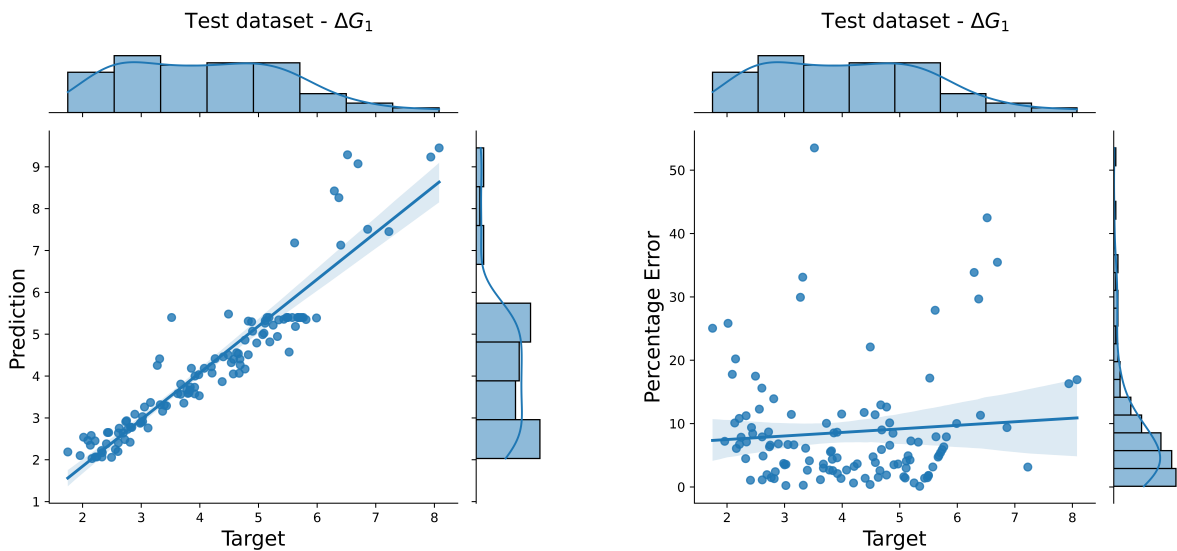 Test dataset - ΔG₁
Prediction
9
8
7
6
5
4
3
2
1
2 3 4 5 6 7 8
Target
Test dataset - ΔG₁
Percentage Error
50
40
30
20
10
0
2 3 4 5 6 7 8
Target